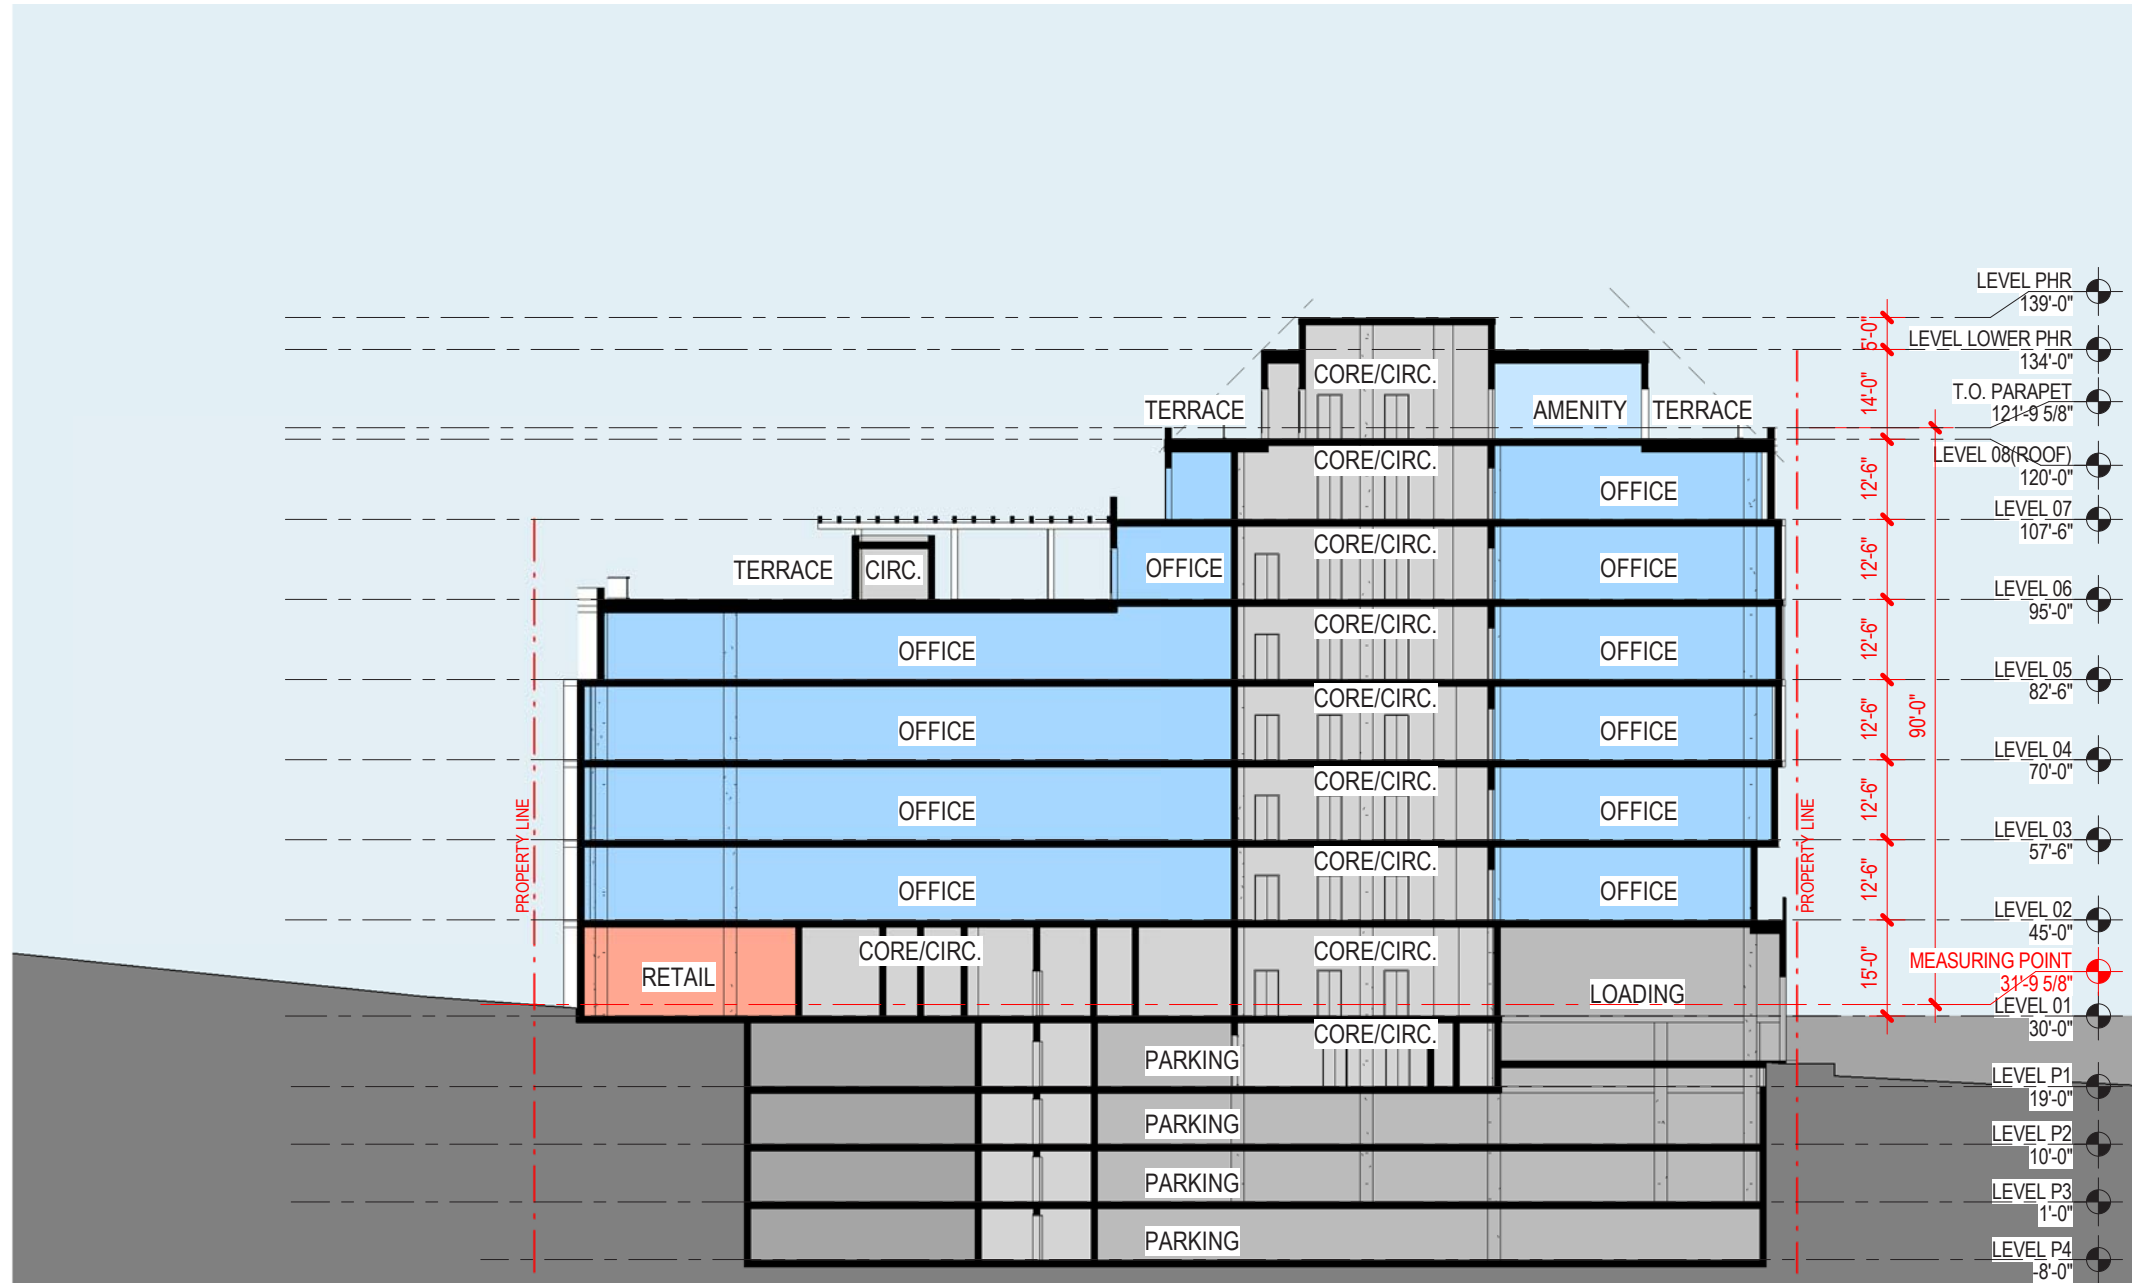 LEVEL PHR
139'-0"
5'-0"
LEVEL LOWER PHR
134'-0"
CORE/CIRC.
14'-0"
T.O. PARAPET
121'-9 5/8"
TERRACE
AMENITY
TERRACE
CORE/CIRC.
LEVEL 08(ROOF)
120'-0"
12'-6"
OFFICE
LEVEL 07
107'-6"
CORE/CIRC.
TERRACE
CIRC.
OFFICE
OFFICE
12'-6"
LEVEL 06
95'-0"
CORE/CIRC.
OFFICE
OFFICE
12'-6"
LEVEL 05
82'-6"
CORE/CIRC.
OFFICE
OFFICE
12'-6"
90'-0"
LEVEL 04
70'-0"
CORE/CIRC.
OFFICE
OFFICE
12'-6"
PROPERTY LINE
PROPERTY LINE
LEVEL 03
57'-6"
CORE/CIRC.
OFFICE
OFFICE
12'-6"
LEVEL 02
45'-0"
CORE/CIRC.
CORE/CIRC.
RETAIL
LOADING
15'-0"
MEASURING POINT
31'-9 5/8"
LEVEL 01
30'-0"
CORE/CIRC.
PARKING
LEVEL P1
19'-0"
PARKING
LEVEL P2
10'-0"
PARKING
LEVEL P3
1'-0"
PARKING
LEVEL P4
-8'-0"